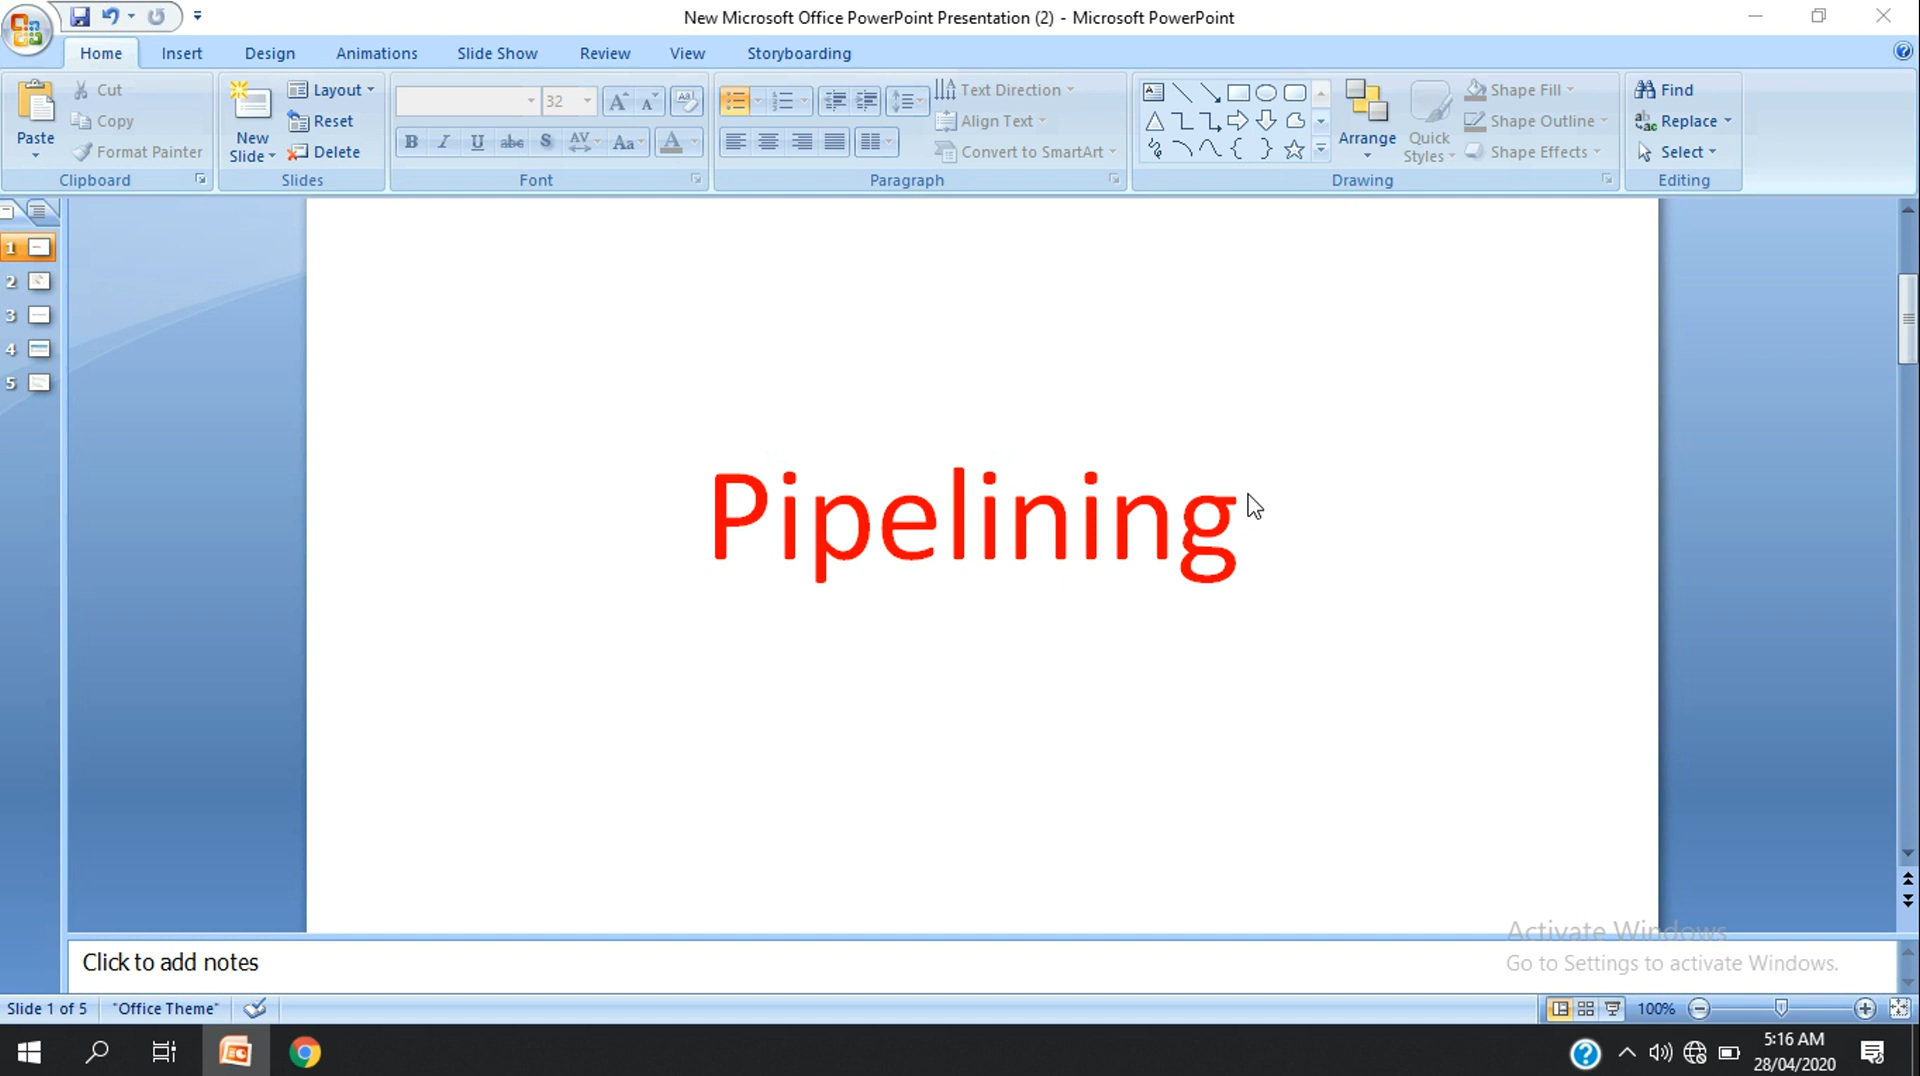 New Microsoft Office PowerPoint Presentation (2) - Microsoft PowerPoint
Home Insert Design Animations Slide Show Review View Storyboarding
Paste
Cut
Copy
Format Painter
Clipboard
New Slide
Layout
Reset
Delete
Slides
32
B I U abc S AV Aa A
Font
Text Direction
Align Text
Convert to SmartArt
Paragraph
Arrange
Quick Styles
Shape Fill
Shape Outline
Shape Effects
Drawing
Find
Replace
Select
Editing
1
2
3
4
5
Pipelining
Activate Windows
Go to Settings to activate Windows.
Click to add notes
Slide 1 of 5 "Office Theme" 100%
5:16 AM
28/04/2020